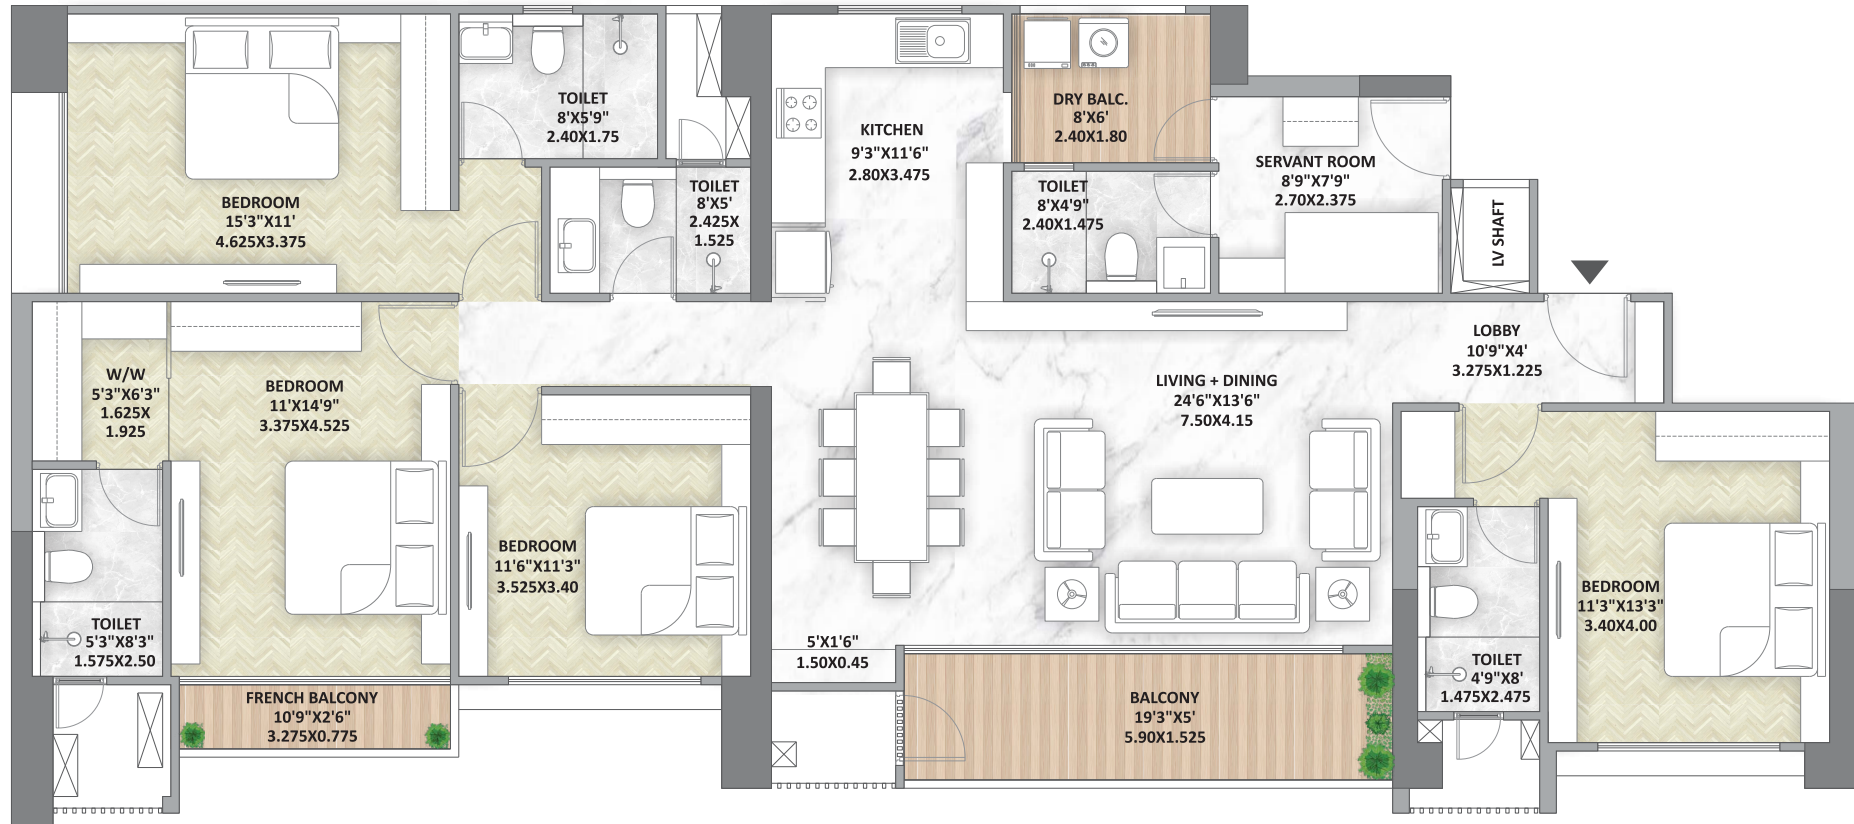 TOILET
8'X5'9"
2.40X1.75
DRY BALC.
8'X6'
2.40X1.80
KITCHEN
9'3"X11'6"
2.80X3.475
SERVANT ROOM
8'9"X7'9"
2.70X2.375
BEDROOM
15'3"X11'
4.625X3.375
TOILET
8'X5'
2.425X
1.525
TOILET
8'X4'9"
2.40X1.475
LV SHAFT
LOBBY
10'9"X4'
3.275X1.225
W/W
5'3"X6'3"
1.625X
1.925
BEDROOM
11'X14'9"
3.375X4.525
LIVING + DINING
24'6"X13'6"
7.50X4.15
BEDROOM
11'6"X11'3"
3.525X3.40
BEDROOM
11'3"X13'3"
3.40X4.00
TOILET
5'3"X8'3"
1.575X2.50
5'X1'6"
1.50X0.45
TOILET
4'9"X8'
1.475X2.475
FRENCH BALCONY
10'9"X2'6"
3.275X0.775
BALCONY
19'3"X5'
5.90X1.525